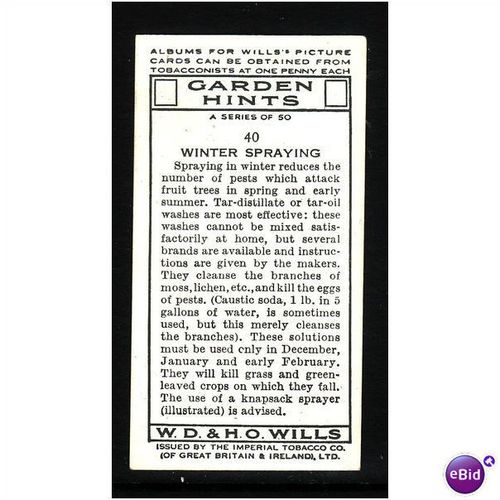 ALBUMS FOR WILLS'S PICTURE
CARDS CAN BE OBTAINED FROM
TOBACCONISTS AT ONE PENNY EACH
GARDEN
HINTS
A SERIES OF 50
40
WINTER SPRAYING
Spraying in winter reduces the
number of pests which attack
fruit trees in spring and early
summer. Tar-distillate or tar-oil
washes are most effective: these
washes cannot be mixed satis-
factorily at home, but several
brands are available and instruc-
tions are given by the makers.
They cleanse the branches of
moss, lichen, etc., and kill the eggs
of pests. (Caustic soda, 1 lb. in 5
gallons of water, is sometimes
used, but this merely cleanses
the branches). These solutions
must be used only in December,
January and early February.
They will kill grass and green-
leaved crops on which they fall.
The use of a knapsack sprayer
(illustrated) is advised.
W.D. & H.O. WILLS
ISSUED BY THE IMPERIAL TOBACCO CO.
(OF GREAT BRITAIN & IRELAND), LTD.
eBid